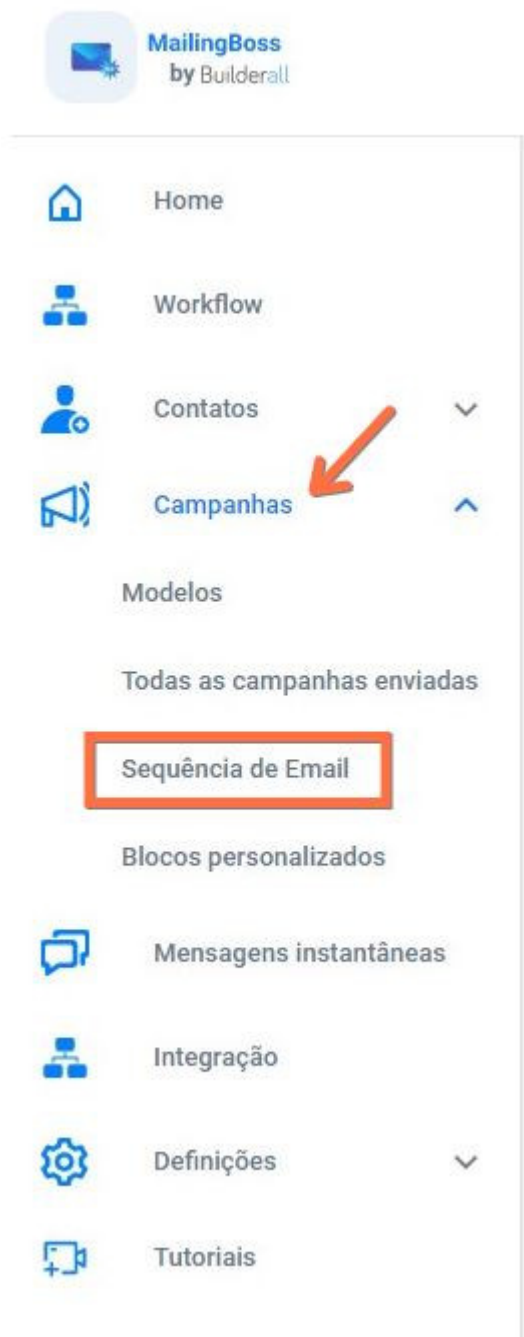 MailingBoss
by Builderall
Home
Workflow
Contatos
Campanhas
Modelos
Todas as campanhas enviadas
Sequência de Email
Blocos personalizados
Mensagens instantâneas
Integração
Definições
Tutoriais